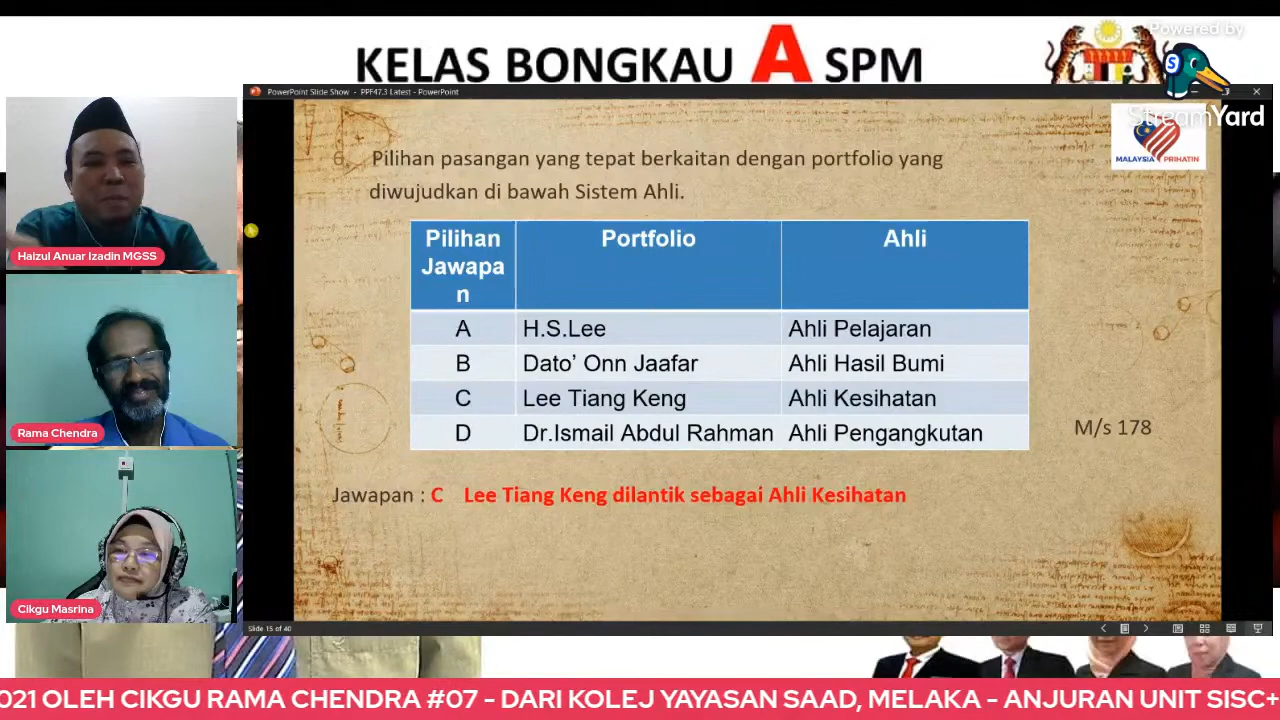 KELAS BONGKAU A SPM
Powered by
StreamYard
PowerPoint Slide Show - PPF47.3 Latest - PowerPoint
MALAYSIA PRIHATIN
6. Pilihan pasangan yang tepat berkaitan dengan portfolio yang
diwujudkan di bawah Sistem Ahli.
Pilihan Portfolio Ahli
Jawapa
n
A H.S.Lee Ahli Pelajaran
B Dato’ Onn Jaafar Ahli Hasil Bumi
C Lee Tiang Keng Ahli Kesihatan
D Dr.Ismail Abdul Rahman Ahli Pengangkutan
M/s 178
Jawapan : C Lee Tiang Keng dilantik sebagai Ahli Kesihatan
Slide 15 of 40
Haizul Anuar Izadin MGSS
Rama Chendra
Cikgu Masrina
2021 OLEH CIKGU RAMA CHENDRA #07 - DARI KOLEJ YAYASAN SAAD, MELAKA - ANJURAN UNIT SISC+